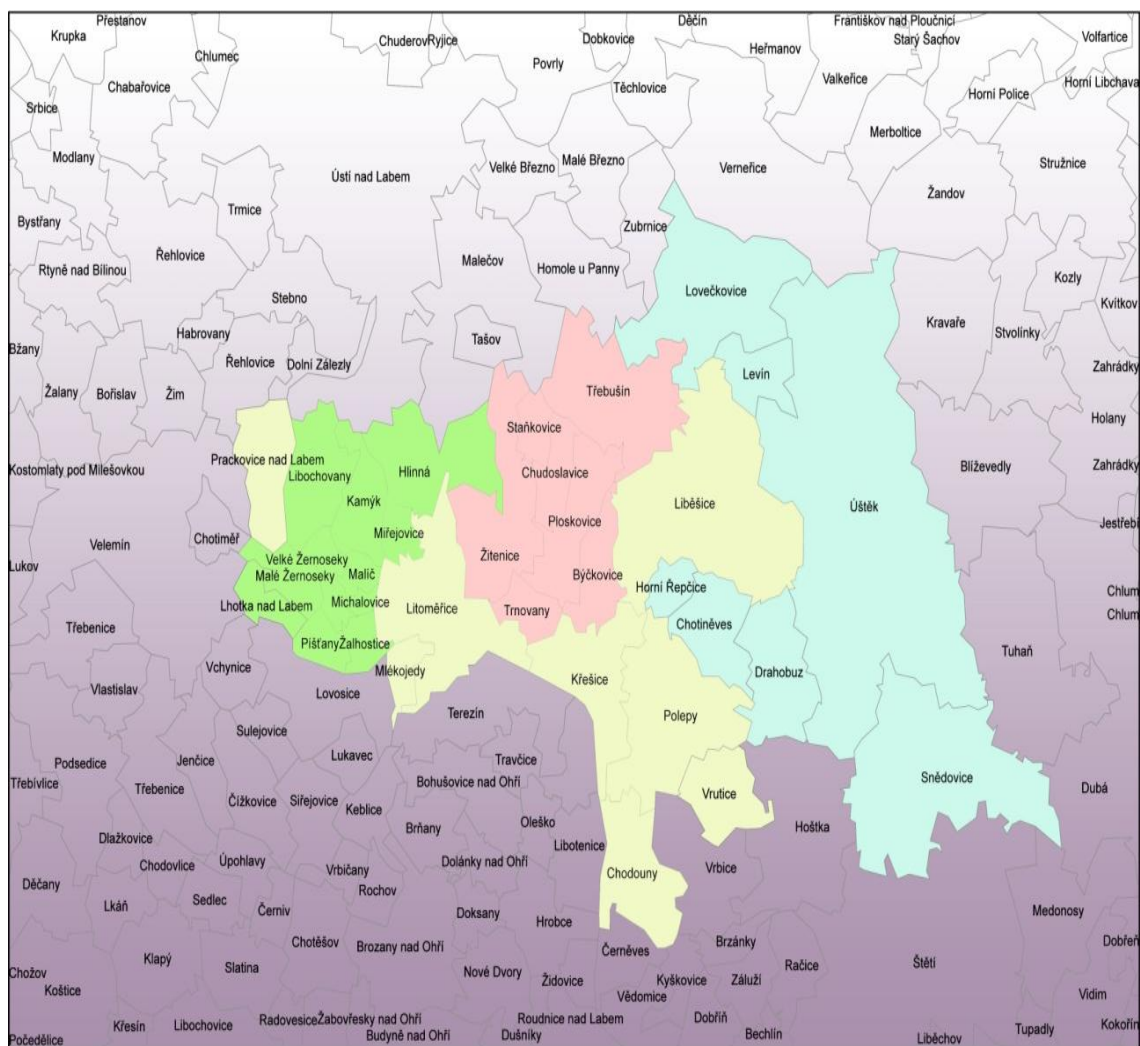 Přestanov
Děčín
Františkov nad Ploučnicí
Krupka
Chlumec
Chuderov
Ryjice
Dobkovice
Heřmanov
Starý Šachov
Volfartice
Chabařovice
Povrly
Těchlovice
Valkeřice
Horní Police
Horní Libchava
Srbice
Modlany
Merboltice
Stružnice
Ústí nad Labem
Velké Březno
Malé Březno
Verneřice
Žandov
Trmice
Bystřany
Zubrnice
Řehlovice
Rtyně nad Bílinou
Malečov
Homole u Panny
Lovečkovice
Kozly
Stebno
Kvítkov
Habrovany
Tašov
Kravaře
Stvolínky
Bžany
Řehlovice
Dolní Zálezly
Třebušín
Levín
Zahrádky
Žalany
Bořislav
Žim
Staňkovice
Holany
Kostomlaty pod Milešovkou
Prackovice nad Labem
Libochovany
Hlinná
Chudoslavice
Blíževedly
Zahrádky
Kamýk
Liběšice
Úštěk
Ploskovice
Jestřebí
Velemín
Chotiměř
Miřejovice
Žitenice
Lukov
Velké Žernoseky
Malé Žernoseky
Malíč
Býčkovice
Horní Řepčice
Chlum
Lhotka nad Labem
Michalovice
Litoměřice
Trnovany
Chotiněves
Chlum
Třebenice
Píšťany
Žalhostice
Tuhaň
Vchynice
Mlékojedy
Křešice
Drahobuz
Vlastislav
Lovosice
Terezín
Polepy
Sulejovice
Podsedice
Jenčice
Lukavec
Travčice
Třebívlice
Třebenice
Bohušovice nad Ohří
Snědovice
Dubá
Čížkovice
Siřejovice
Keblice
Vrutice
Brňany
Oleško
Hoštka
Dlažkovice
Libotenice
Chodovlice
Úpohlavy
Vrbičany
Dolánky nad Ohří
Vrbice
Děčany
Rochov
Chodouny
Lkáň
Sedlec
Černiv
Doksany
Hrobce
Medonosy
Chotěšov
Brozany nad Ohří
Černěves
Brzánky
Dobřeň
Klapý
Slatina
Račice
Štětí
Chožov
Nové Dvory
Židovice
Kyškovice
Záluží
Koštice
Vědomice
Vidim
Radovesice
Žabovřesky nad Ohří
Roudnice nad Labem
Dobříň
Křesín
Libochovice
Tupadly
Kokořín
Počedělice
Budyně nad Ohří
Dušníky
Bechlín
Liběchov